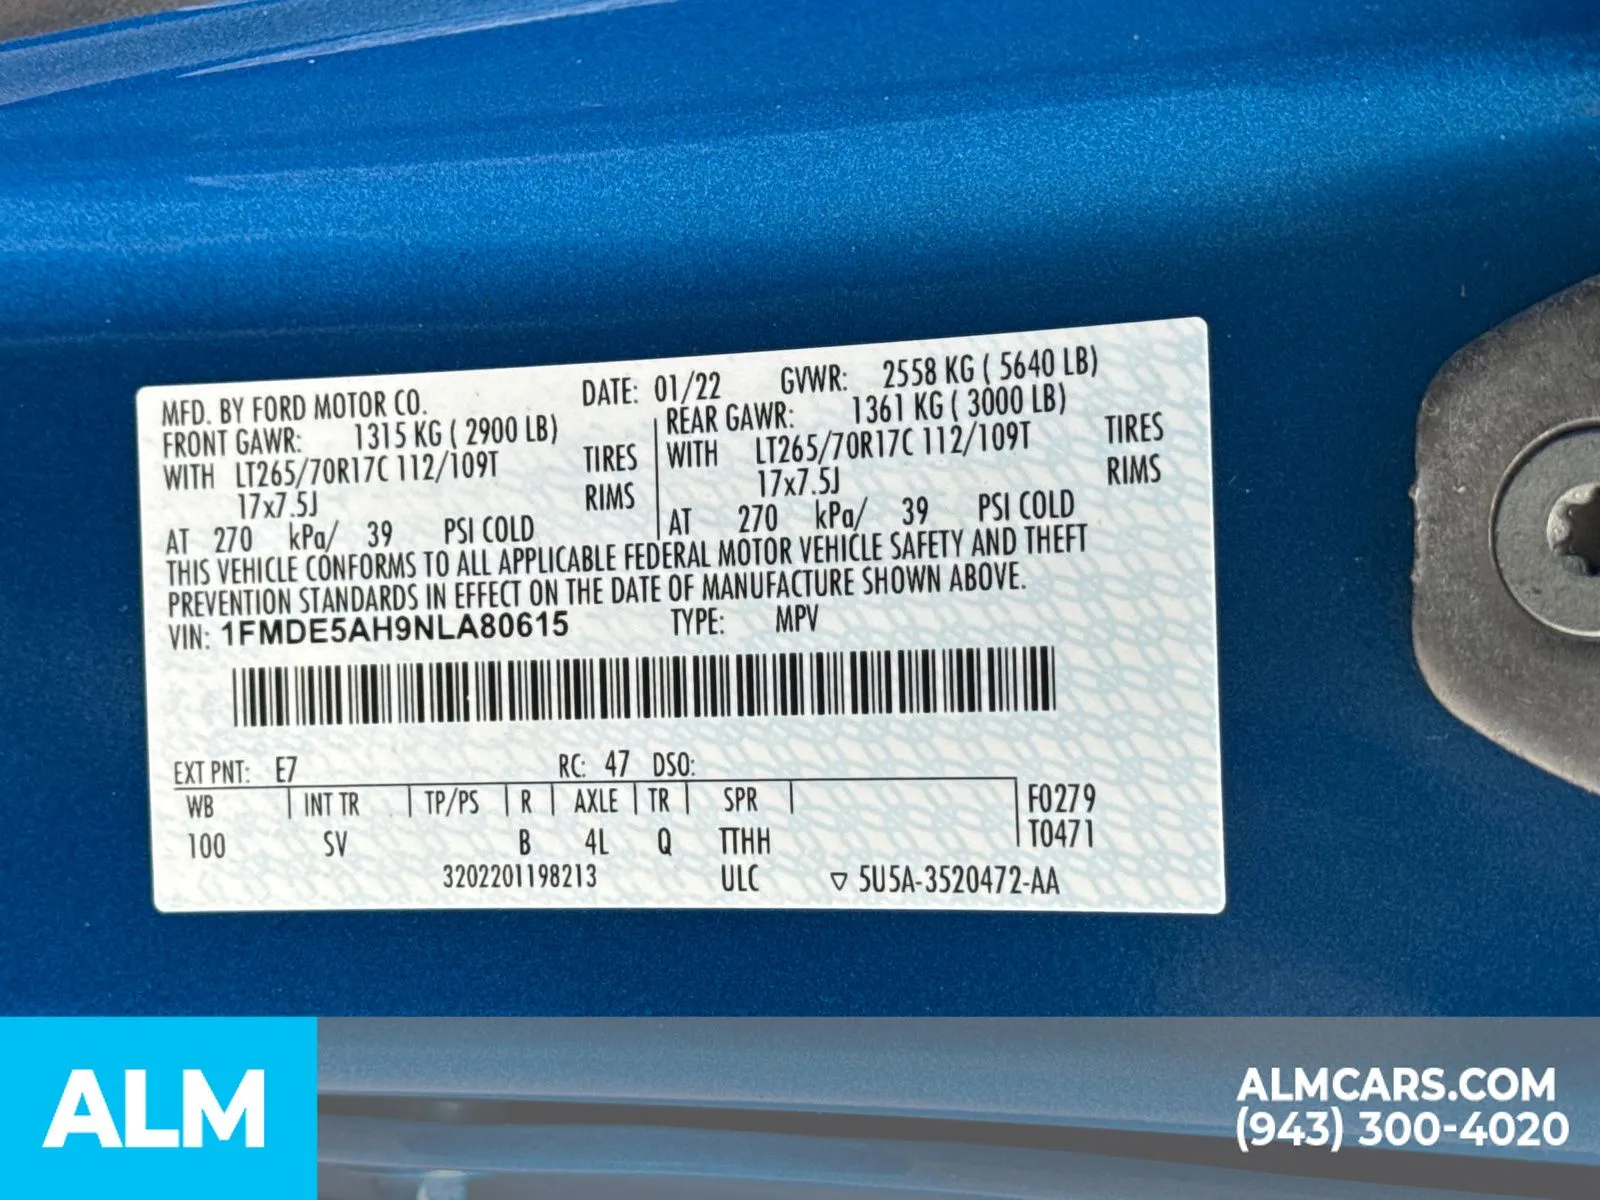 MFD. BY FORD MOTOR CO. DATE: 01/22 GVWR: 2558 KG ( 5640 LB)
FRONT GAWR: 1315 KG ( 2900 LB) REAR GAWR: 1361 KG ( 3000 LB)
WITH LT265/70R17C 112/109T TIRES WITH LT265/70R17C 112/109T TIRES
17x7.5J RIMS 17x7.5J RIMS
AT 270 kPa/ 39 PSI COLD AT 270 kPa/ 39 PSI COLD
THIS VEHICLE CONFORMS TO ALL APPLICABLE FEDERAL MOTOR VEHICLE SAFETY AND THEFT
PREVENTION STANDARDS IN EFFECT ON THE DATE OF MANUFACTURE SHOWN ABOVE.
VIN: 1FMDE5AH9NLA80615 TYPE: MPV
EXT PNT: E7 RC: 47 DSO:
WB INT TR TP/PS R AXLE TR SPR F0279
100 SV B 4L Q TTHH T0471
3202201198213 ULC ▽ 5U5A-3520472-AA
ALM
ALMCARS.COM
(943) 300-4020